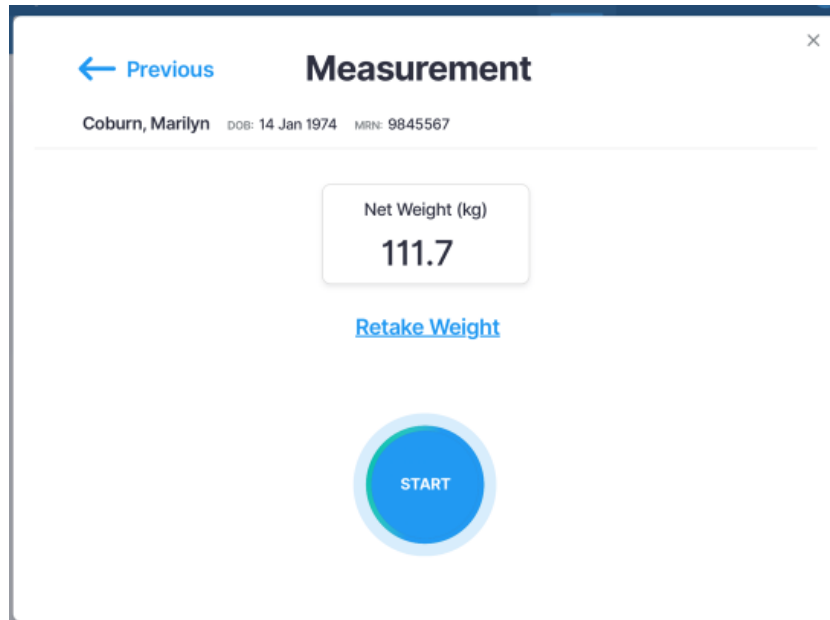 Previous Measurement
Coburn, Marilyn DOB: 14 Jan 1974 MRN: 9845567
Net Weight (kg)
111.7
Retake Weight
START